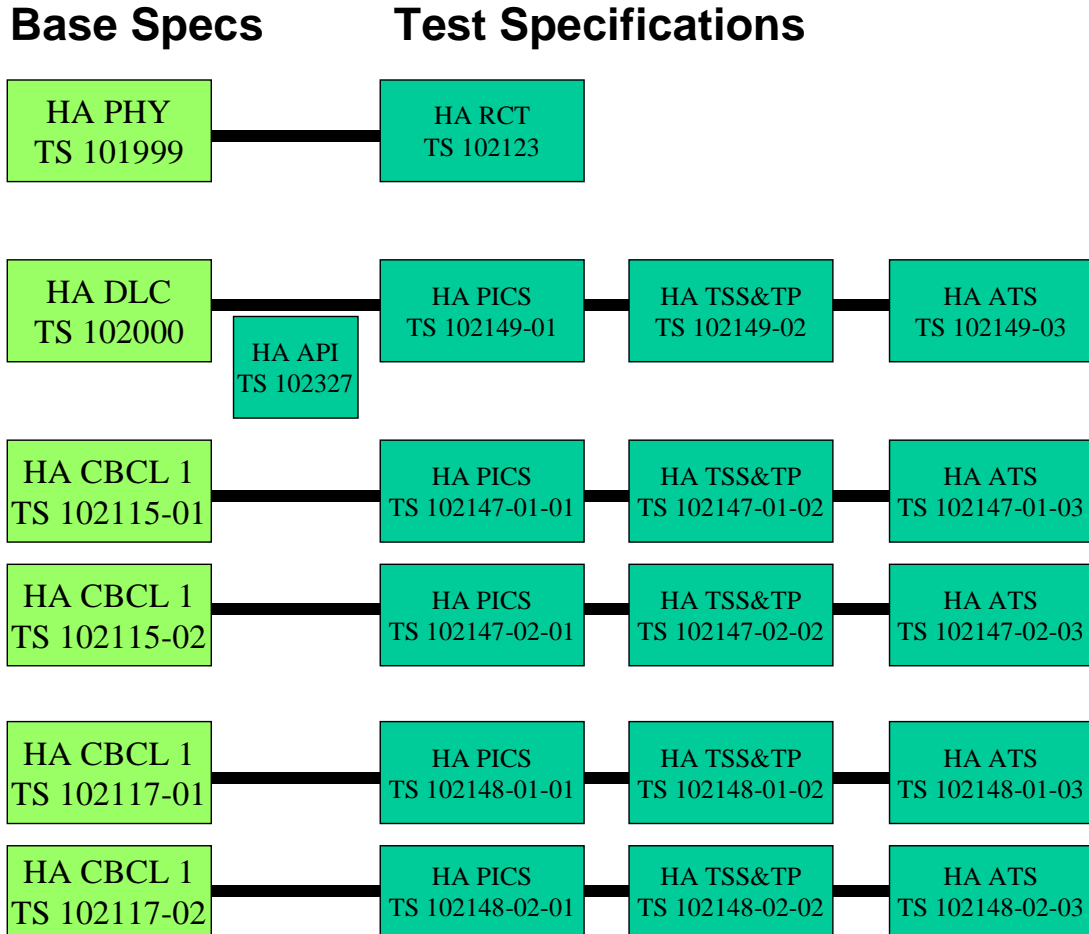 Base Specs
Test Specifications
HA PHY
TS 101999
HA RCT
TS 102123
HA DLC
TS 102000
HA API
TS 102327
HA PICS
TS 102149-01
HA TSS&TP
TS 102149-02
HA ATS
TS 102149-03
HA CBCL 1
TS 102115-01
HA PICS
TS 102147-01-01
HA TSS&TP
TS 102147-01-02
HA ATS
TS 102147-01-03
HA CBCL 1
TS 102115-02
HA PICS
TS 102147-02-01
HA TSS&TP
TS 102147-02-02
HA ATS
TS 102147-02-03
HA CBCL 1
TS 102117-01
HA PICS
TS 102148-01-01
HA TSS&TP
TS 102148-01-02
HA ATS
TS 102148-01-03
HA CBCL 1
TS 102117-02
HA PICS
TS 102148-02-01
HA TSS&TP
TS 102148-02-02
HA ATS
TS 102148-02-03